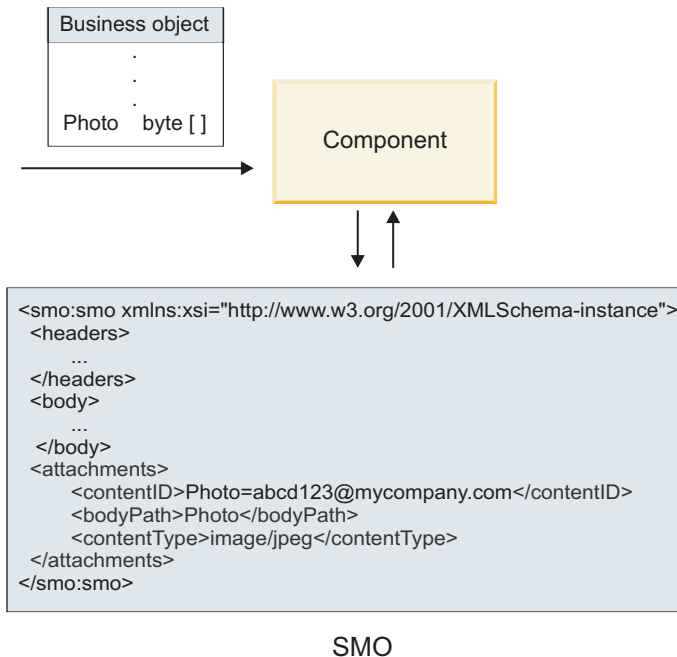 Business object
.
.
.
Photo byte [ ]
Component
<smo:smo xmlns:xsi="http://www.w3.org/2001/XMLSchema-instance">
<headers>
...
</headers>
<body>
...
</body>
<attachments>
<contentID>Photo=abcd123@mycompany.com</contentID>
<bodyPath>Photo</bodyPath>
<contentType>image/jpeg</contentType>
</attachments>
</smo:smo>
SMO